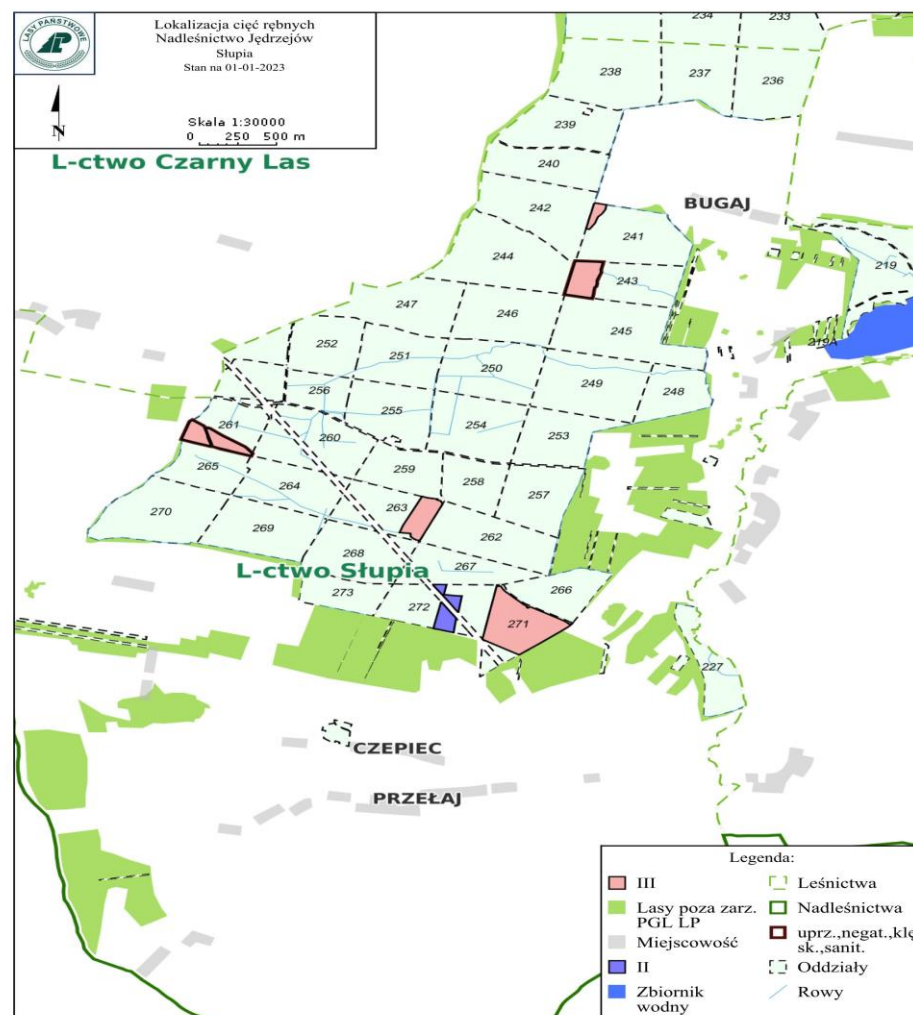 LASY PAŃSTWOWE
Lokalizacja cięć rębnych
Nadleśnictwo Jędrzejów
Słupia
Stan na 01-01-2023
N
Skala 1:30000
0 250 500 m
L-ctwo Czarny Las
234
233
238
237
236
239
240
242
BUGAJ
241
244
243
219
247
246
245
219A
252
251
250
249
248
256
255
254
253
261
260
259
258
257
265
264
263
262
270
269
268
267
L-ctwo Słupia
266
273
272
271
227
CZEPIEC
PRZEŁAJ
Legenda:
III
Leśnictwa
Lasy poza zarz.
PGL LP
Nadleśnictwa
Miejscowość
uprz.,negat.,klę
sk.,sanit.
II
Oddziały
Zbiornik
wodny
Rowy